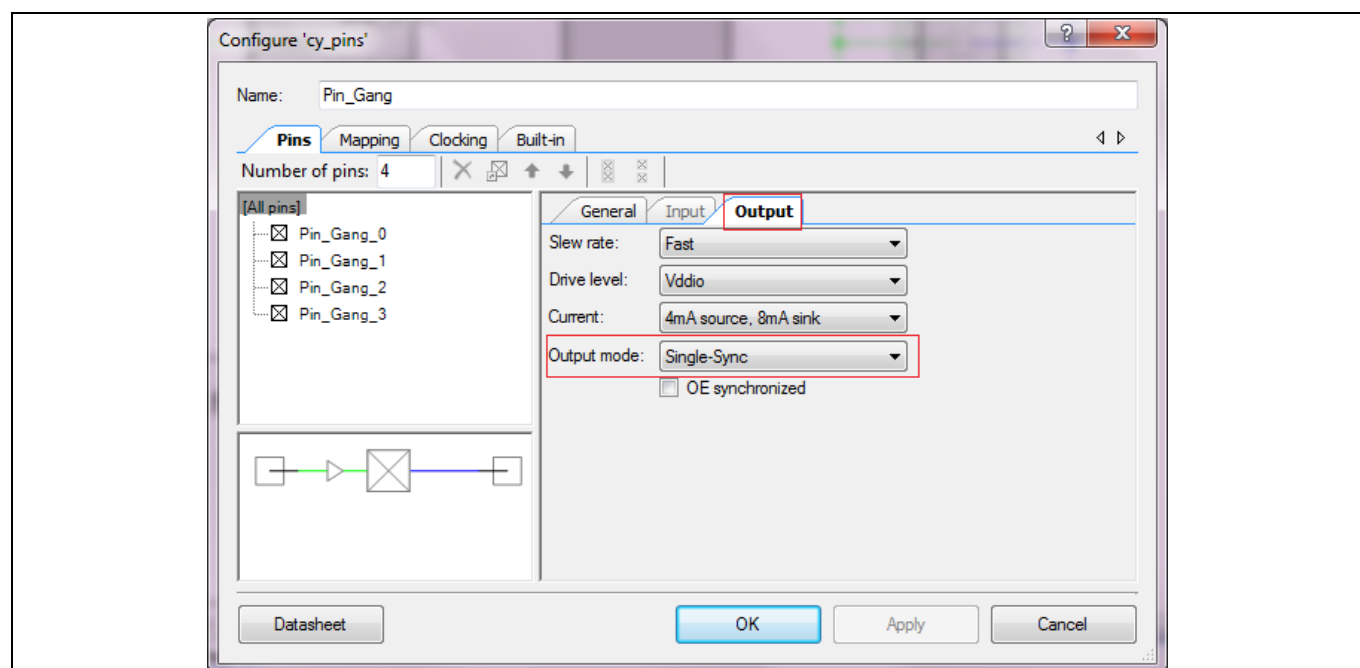 Configure 'cy_pins'
Name: Pin_Gang
Pins Mapping Clocking Built-in
Number of pins: 4
[All pins]
Pin_Gang_0
Pin_Gang_1
Pin_Gang_2
Pin_Gang_3
General Input Output
Slew rate: Fast
Drive level: Vddio
Current: 4mA source, 8mA sink
Output mode: Single-Sync
OE synchronized
Datasheet OK Apply Cancel